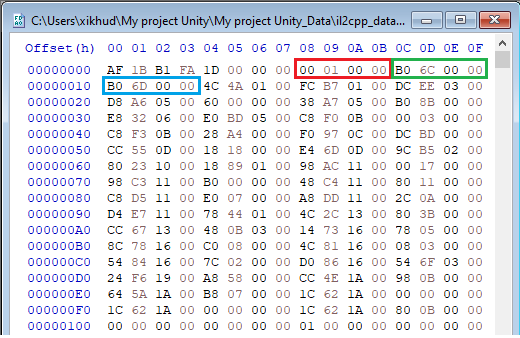 C:\Users\xikhud\My project Unity\My project Unity_Data\il2cpp_data...
Offset(h) 00 01 02 03 04 05 06 07 08 09 0A 0B 0C 0D 0E 0F
00000000 AF 1B B1 FA 1D 00 00 00 00 01 00 00 B0 6C 00 00
00000010 B0 6D 00 00 4C 4A 01 00 FC B7 01 00 DC EE 03 00
00000020 D8 A6 05 00 60 00 00 00 38 A7 05 00 B0 8B 00 00
00000030 E8 32 06 00 E0 BD 05 00 C8 F0 0B 00 00 03 00 00
00000040 C8 F3 0B 00 28 A4 00 00 F0 97 0C 00 DC BD 00 00
00000050 CC 55 0D 00 18 18 00 00 E4 6D 0D 00 9C B5 02 00
00000060 80 23 10 00 18 89 01 00 98 AC 11 00 00 17 00 00
00000070 98 C3 11 00 B0 00 00 00 48 C4 11 00 80 11 00 00
00000080 C8 D5 11 00 E0 07 00 00 A8 DD 11 00 2C 0A 00 00
00000090 D4 E7 11 00 78 44 01 00 4C 2C 13 00 80 3B 00 00
000000A0 CC 67 13 00 48 0B 03 00 14 73 16 00 78 05 00 00
000000B0 8C 78 16 00 C0 08 00 00 4C 81 16 00 08 03 00 00
000000C0 54 84 16 00 7C 02 00 00 D0 86 16 00 54 6F 03 00
000000D0 24 F6 19 00 A8 58 00 00 CC 4E 1A 00 98 0B 00 00
000000E0 64 5A 1A 00 B8 07 00 00 1C 62 1A 00 00 00 00 00
000000F0 1C 62 1A 00 00 00 00 00 1C 62 1A 00 80 0B 00 00
00000100 00 00 00 00 00 00 00 00 01 00 00 00 00 00 00 00